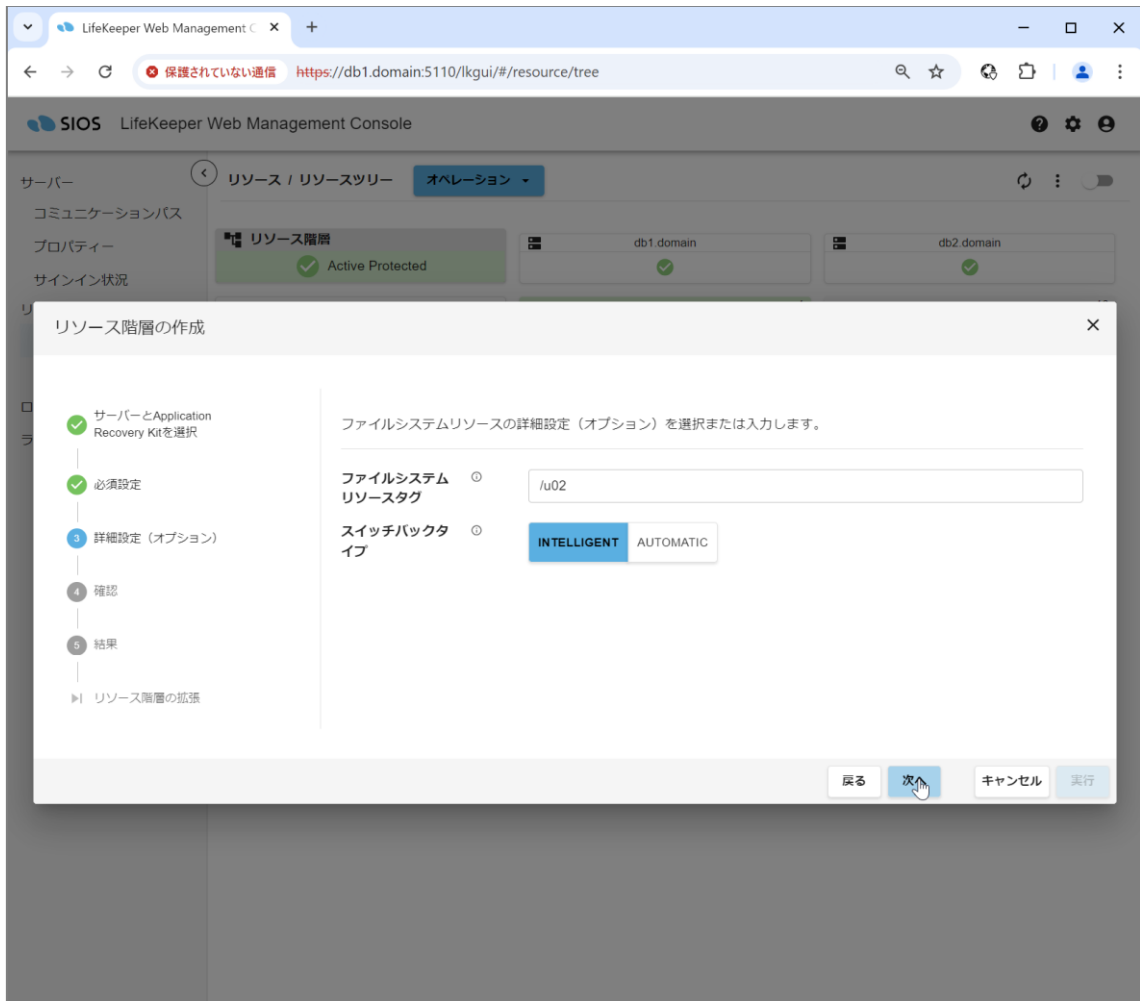 LifeKeeper Web Management C
保護されていない通信 https://db1.domain:5110/lkgui/#/resource/tree
SIOS LifeKeeper Web Management Console
サーバー
コミュニケーションパス
プロパティー
サインイン状況
リソース / リソースツリー
オペレーション
リソース階層
Active Protected
db1.domain
db2.domain
リソース階層の作成
サーバーとApplication
Recovery Kitを選択
必須設定
3 詳細設定（オプション）
4 確認
5 結果
リソース階層の拡張
ファイルシステムリソースの詳細設定（オプション）を選択または入力します。
ファイルシステム
リソースタグ
/u02
スイッチバックタ
イプ
INTELLIGENT AUTOMATIC
戻る 次へ キャンセル 実行